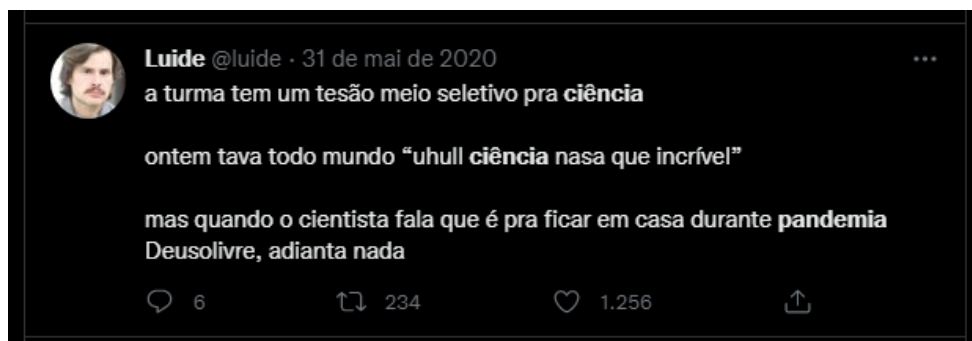 Luide @luide · 31 de mai de 2020
a turma tem um tesão meio seletivo pra ciência
ontem tava todo mundo “uhull ciência nasa que incrível”
mas quando o cientista fala que é pra ficar em casa durante pandemia
Deusolivre, adianta nada
6 234 1.256